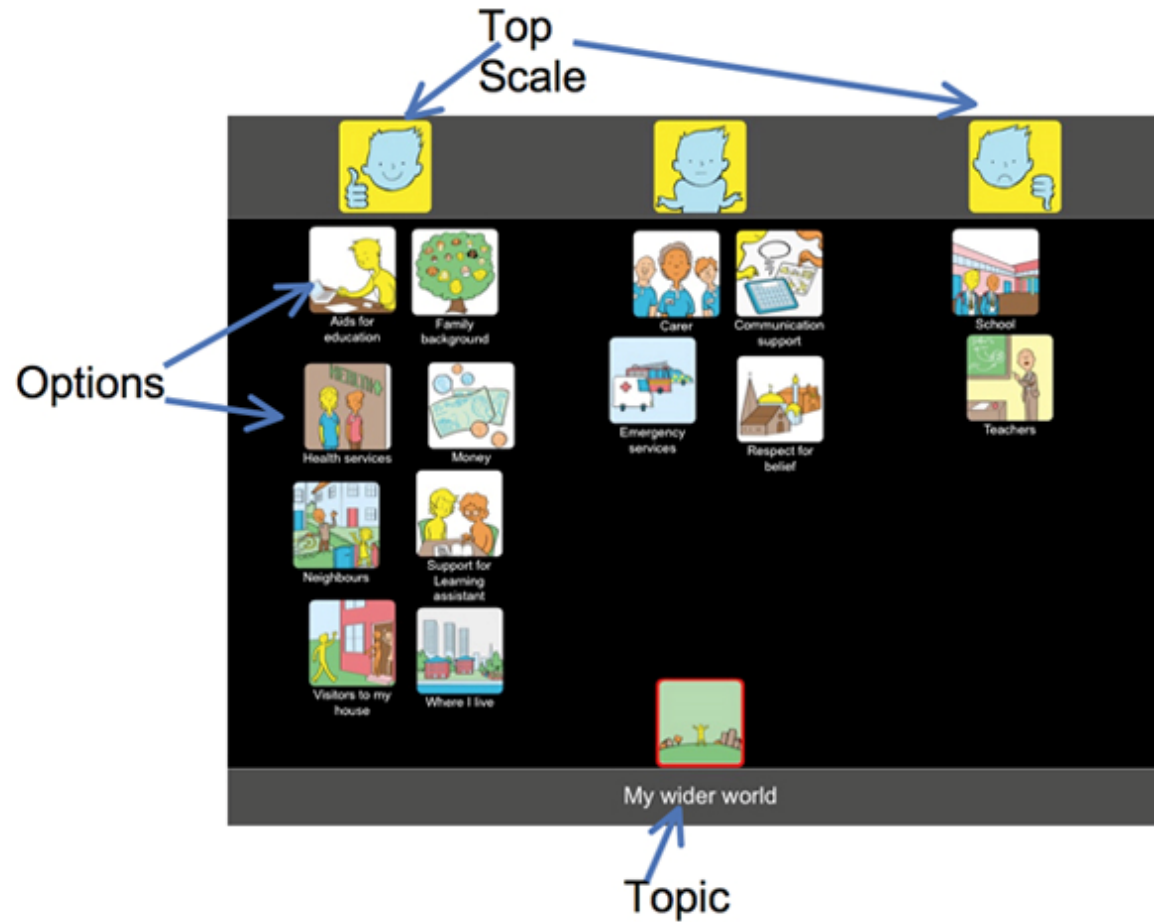 Top
Scale
Options
Aids for
education
Family
background
Carer
Communication
support
School
Health services
Money
Emergency
services
Respect for
belief
Teachers
Neighbours
Support for
Learning
assistant
Visitors to my
house
Where I live
My wider world
Topic